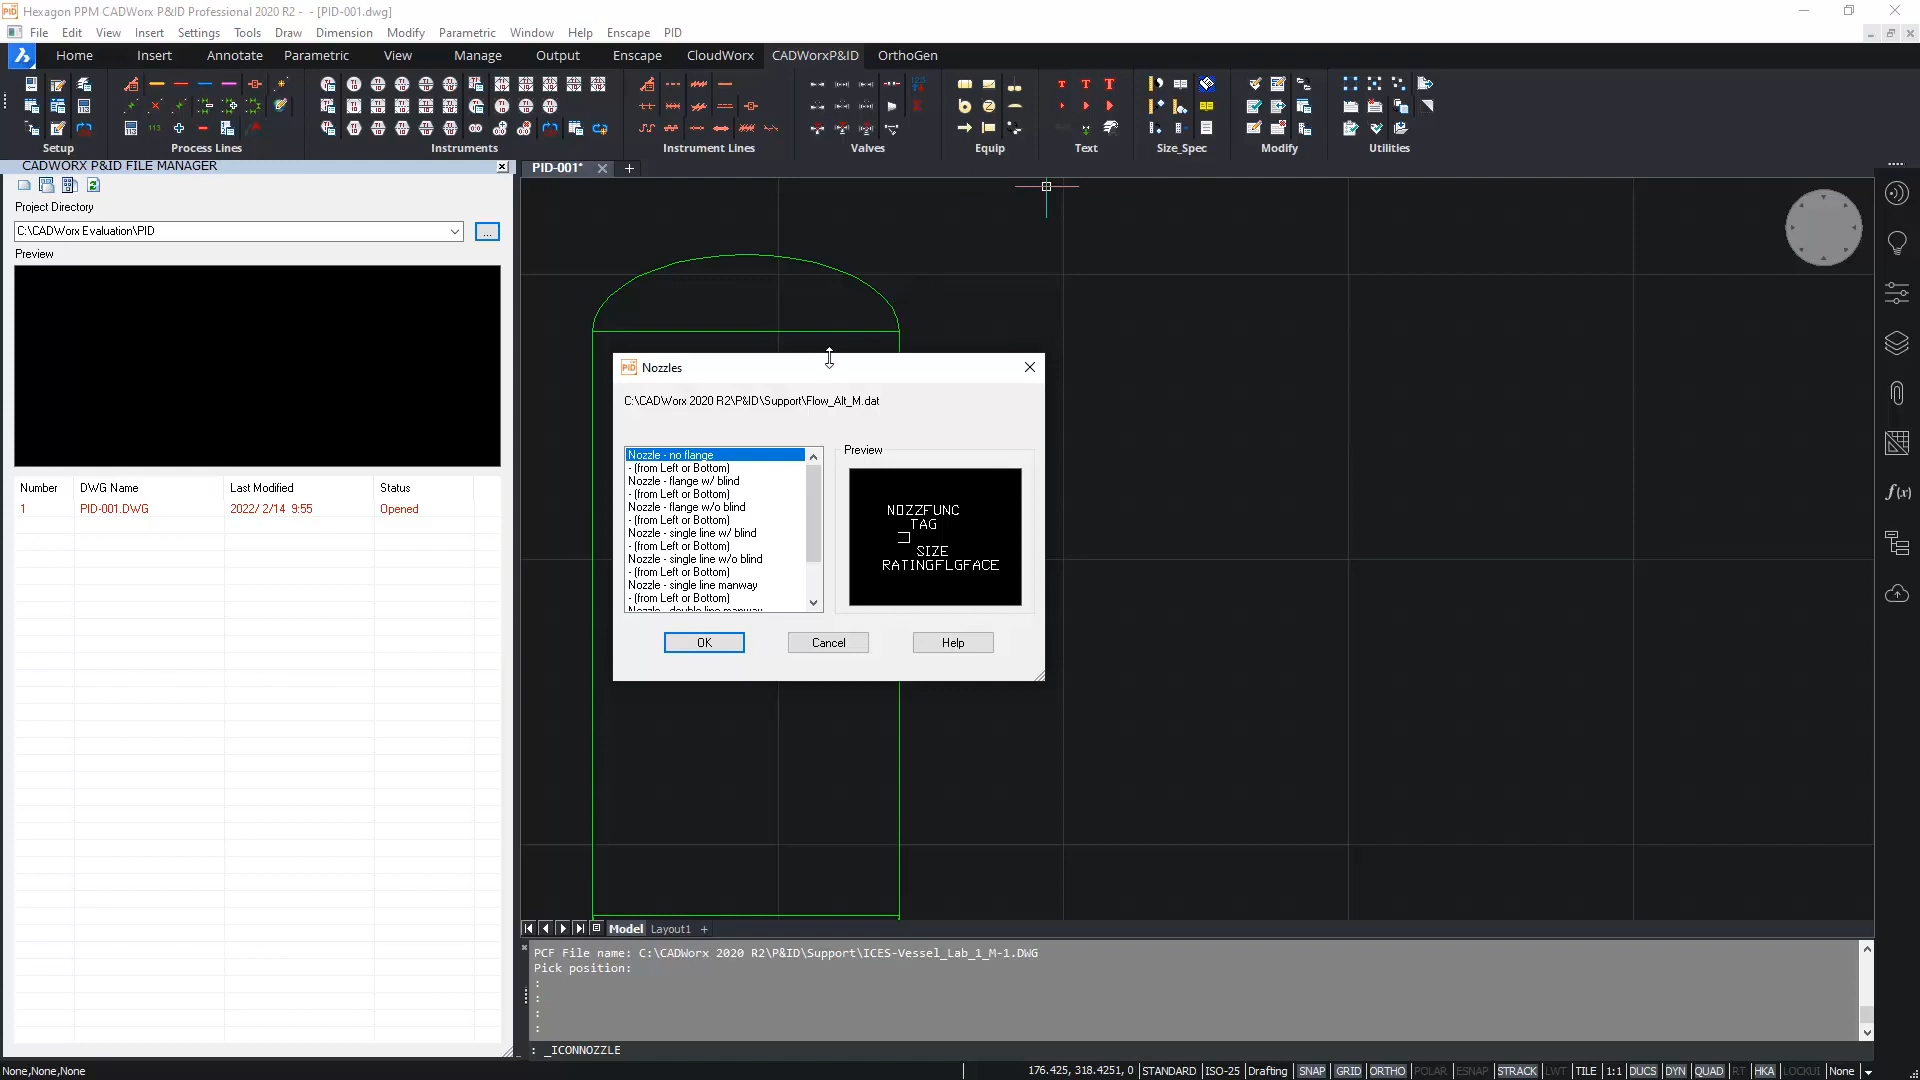 Hexagon PPM CADWorx P&ID Professional 2020 R2 - - [PID-001.dwg]
File Edit View Insert Settings Tools Draw Dimension Modify Parametric Window Help Enscape PID
Home Insert Annotate Parametric View Manage Output Enscape CloudWorx CADWorxP&ID OrthoGen
Setup Process Lines Instruments Instrument Lines Valves Equip Text Size_Spec Modify Utilities
CADWORX P&ID FILE MANAGER
PID-001*
Project Directory
C:\CADWorx Evaluation\PID
...
Preview
Number DWG Name Last Modified Status
1 PID-001.DWG 2022/ 2/14 9:55 Opened
Nozzles
C:\CADWorx 2020 R2\P&ID\Support\Flow_Alt_M.dat
Nozzle - no flange
- (from Left or Bottom)
Nozzle - flange w/ blind
- (from Left or Bottom)
Nozzle - flange w/o blind
- (from Left or Bottom)
Nozzle - single line w/ blind
- (from Left or Bottom)
Nozzle - single line w/o blind
- (from Left or Bottom)
Nozzle - single line manway
- (from Left or Bottom)
Nozzle - double line manway
Preview
NOZZFUNC
TAG
SIZE
RATINGFLGFACE
OK Cancel Help
Model Layout1 +
PCF File name: C:\CADWorx 2020 R2\P&ID\Support\ICES-Vessel_Lab_1_M-1.DWG
Pick position:
:
:
:
:
: _ICONNOZZLE
None,None,None
176.425, 318.4251, 0 STANDARD ISO-25 Drafting SNAP GRID ORTHO POLAR ESNAP STRACK LWT TILE 1:1 DUCS DYN QUAD RT HKA LOCKUI None